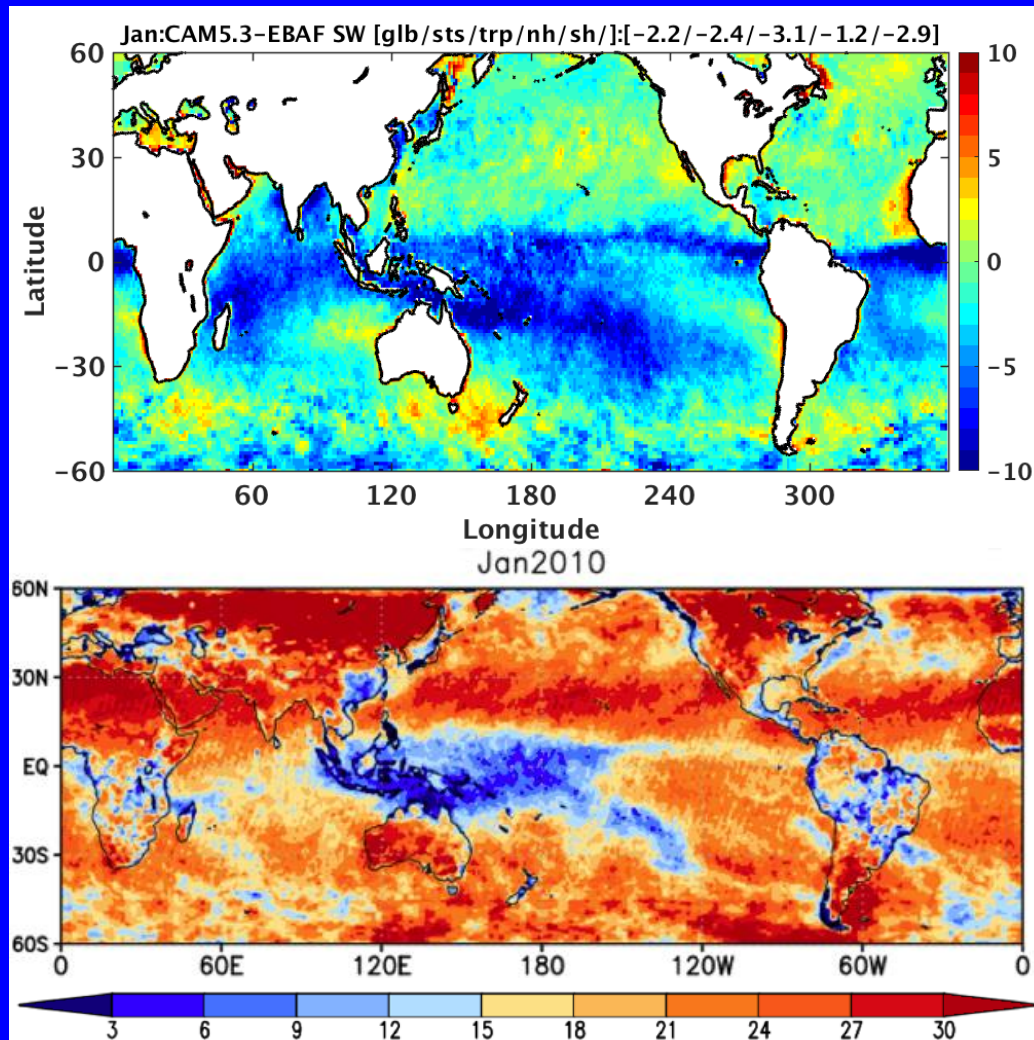 Jan:CAM5.3-EBAF SW [glb/sts/trp/nh/sh/]:[-2.2/-2.4/-3.1/-1.2/-2.9]
60
30
0
-30
-60
Latitude
60 120 180 240 300
Longitude
10
5
0
-5
-10
Jan2010
60N
30N
EQ
30S
60S
0 60E 120E 180 120W 60W 0
3 6 9 12 15 18 21 24 27 30